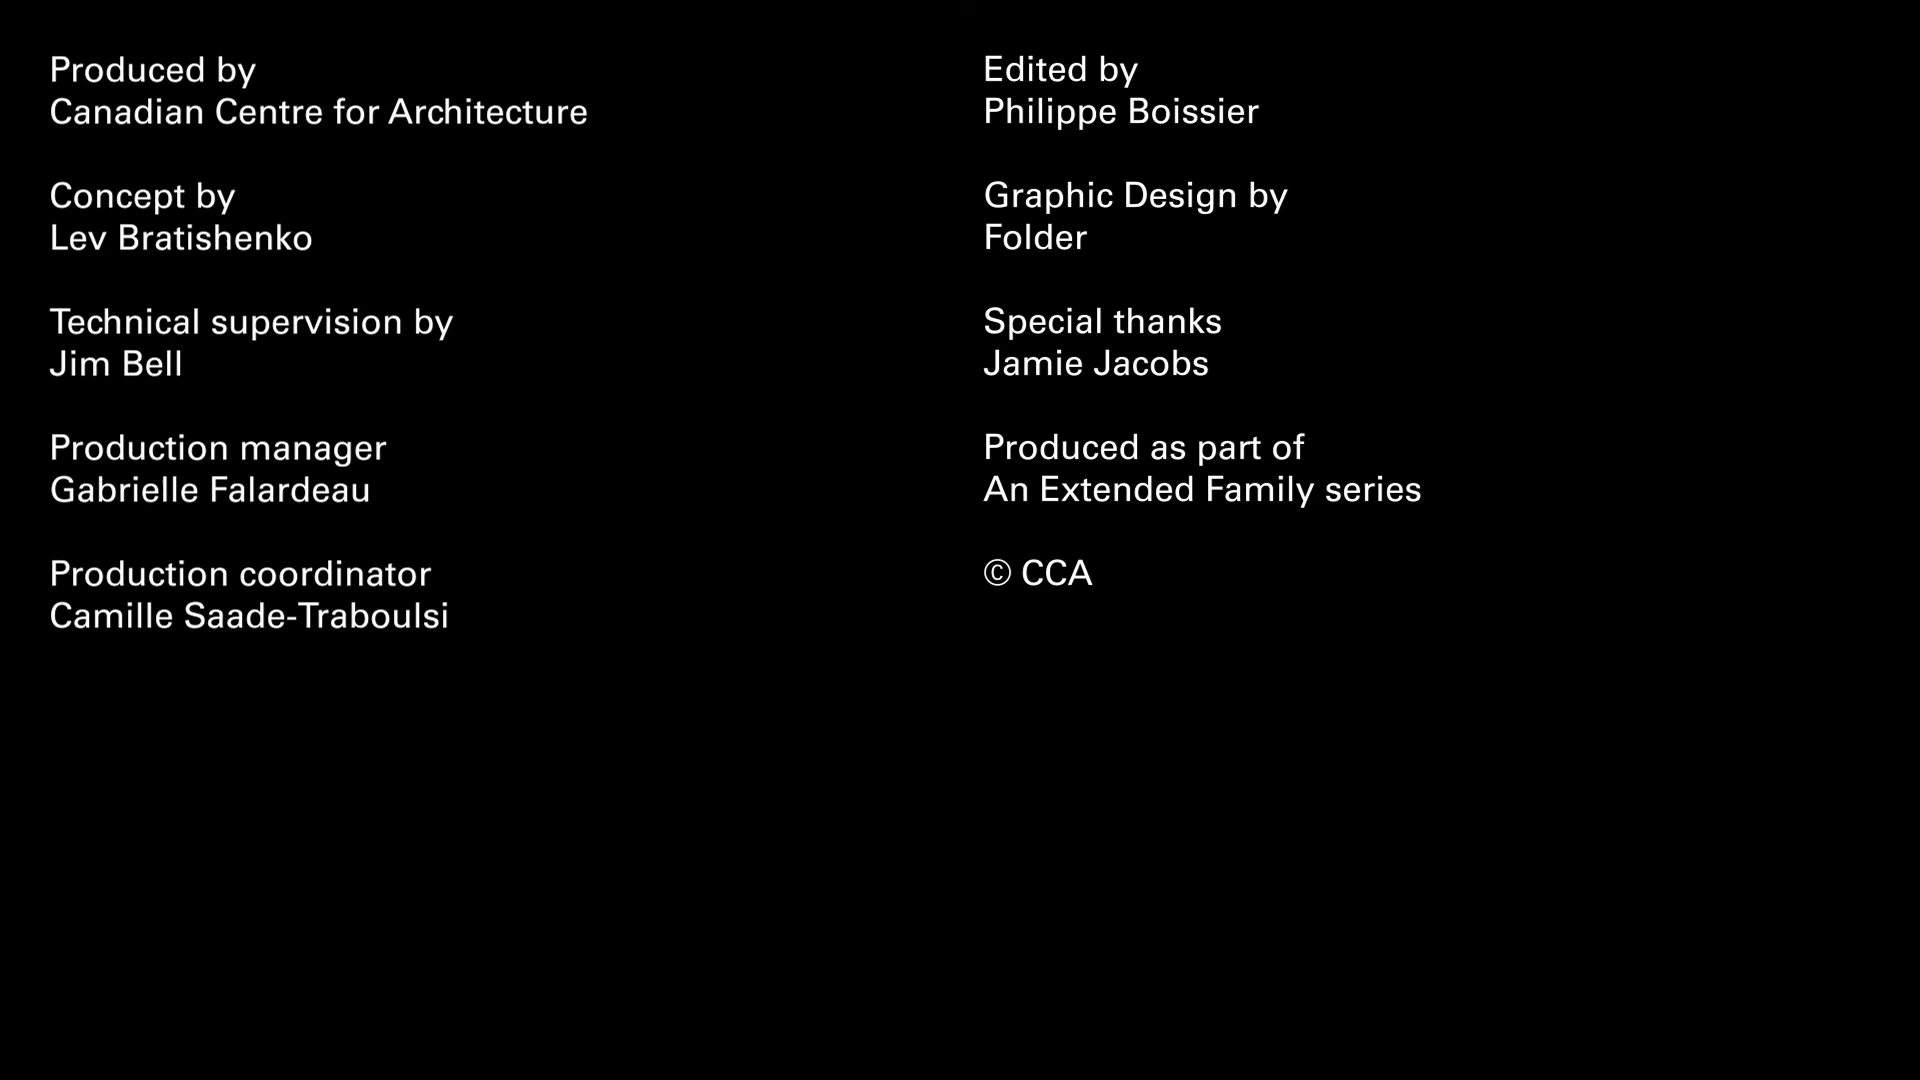 Produced by
Canadian Centre for Architecture
Concept by
Lev Bratishenko
Technical supervision by
Jim Bell
Production manager
Gabrielle Falardeau
Production coordinator
Camille Saade-Traboulsi
Edited by
Philippe Boissier
Graphic Design by
Folder
Special thanks
Jamie Jacobs
Produced as part of
An Extended Family series
© CCA